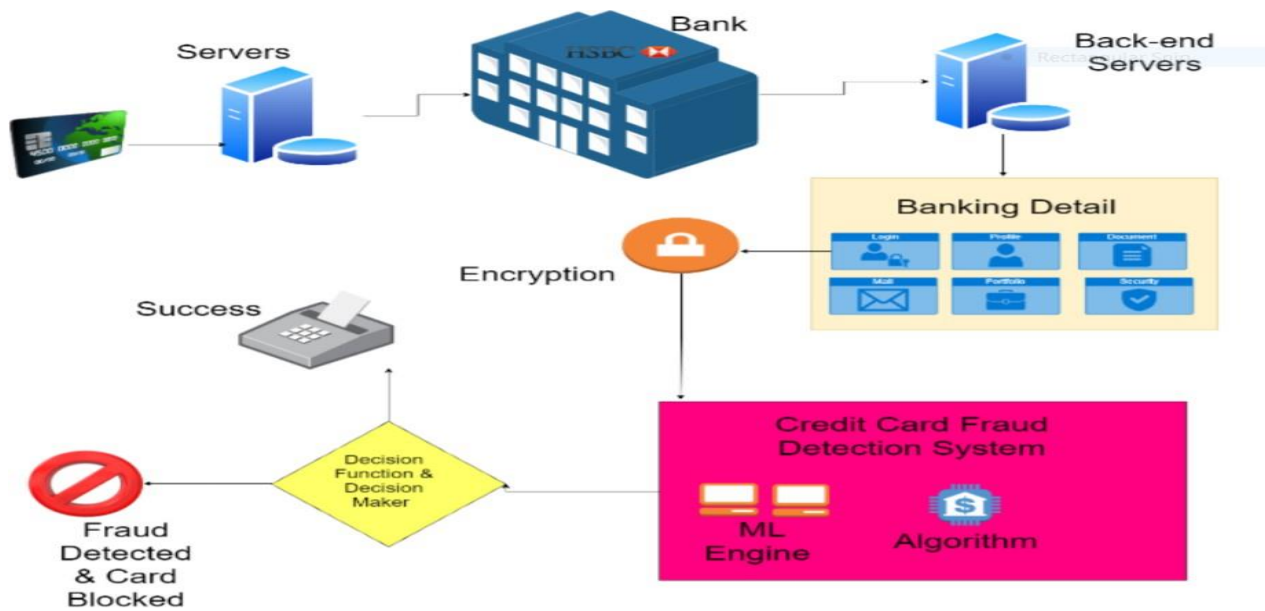 Servers
HSBC
Bank
Back-end
Servers
Banking Detail
Login
Profile
Document
Mail
Portfolio
Security
Encryption
Success
Credit Card Fraud
Detection System
ML
Engine
Algorithm
Decision
Function &
Decision
Maker
Fraud
Detected
& Card
Blocked